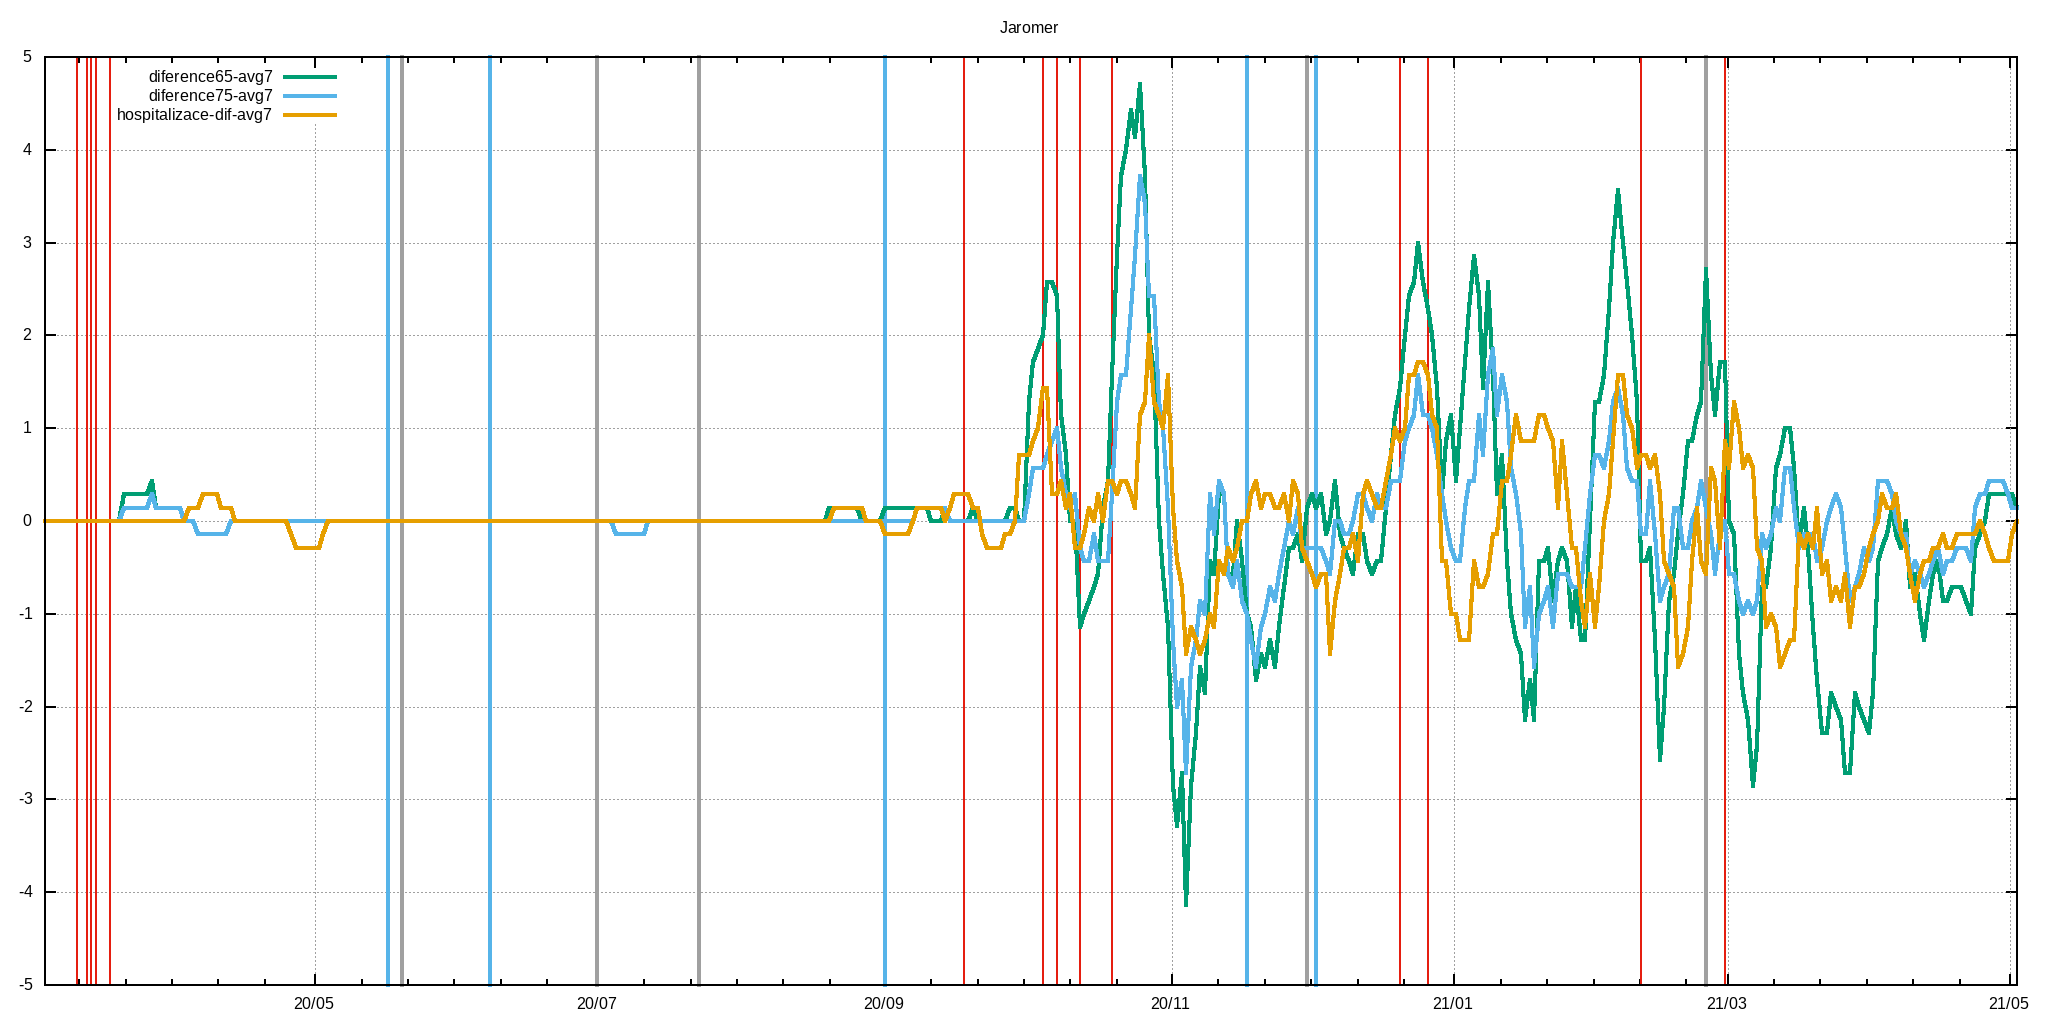 Jaromer
diference65-avg7
diference75-avg7
hospitalizace-dif-avg7
5
4
3
2
1
0
-1
-2
-3
-4
-5
20/05 20/07 20/09 20/11 21/01 21/03 21/05